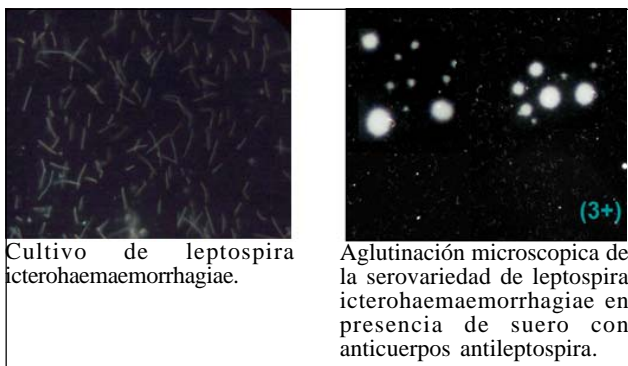 (3+)
Cultivo de leptospira
icterohaemaemorrhagiae.
Aglutinación microscopica de
la serovariedad de leptospira
icterohaemaemorrhagiae en
presencia de suero con
anticuerpos antileptospira.